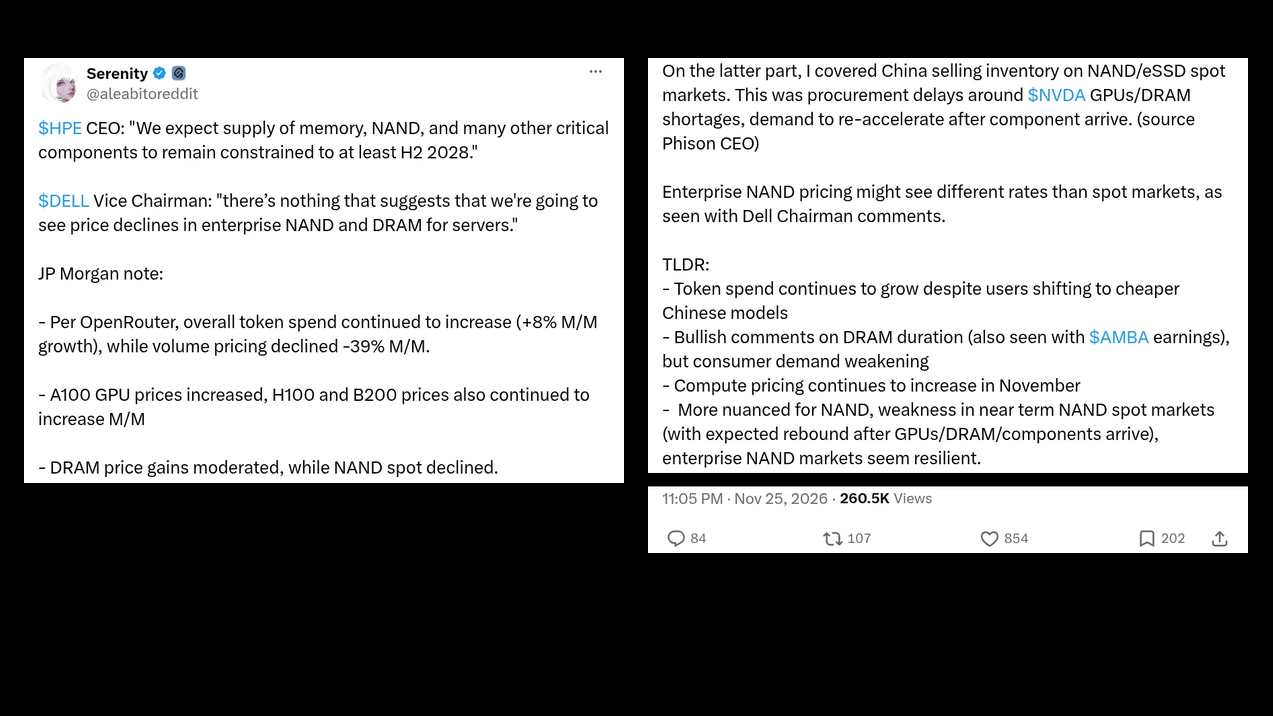 Serenity
@aleabitoreddit
$HPE CEO: "We expect supply of memory, NAND, and many other critical
components to remain constrained to at least H2 2028."
$DELL Vice Chairman: "there’s nothing that suggests that we're going to
see price declines in enterprise NAND and DRAM for servers."
JP Morgan note:
- Per OpenRouter, overall token spend continued to increase (+8% M/M
growth), while volume pricing declined -39% M/M.
- A100 GPU prices increased, H100 and B200 prices also continued to
increase M/M
- DRAM price gains moderated, while NAND spot declined.
On the latter part, I covered China selling inventory on NAND/eSSD spot
markets. This was procurement delays around $NVDA GPUs/DRAM
shortages, demand to re-accelerate after component arrive. (source
Phison CEO)
Enterprise NAND pricing might see different rates than spot markets, as
seen with Dell Chairman comments.
TLDR:
- Token spend continues to grow despite users shifting to cheaper
Chinese models
- Bullish comments on DRAM duration (also seen with $AMBA earnings),
but consumer demand weakening
- Compute pricing continues to increase in November
-  More nuanced for NAND, weakness in near term NAND spot markets
(with expected rebound after GPUs/DRAM/components arrive),
enterprise NAND markets seem resilient.
11:05 PM · Nov 25, 2026 · 260.5K Views
84 107 854 202